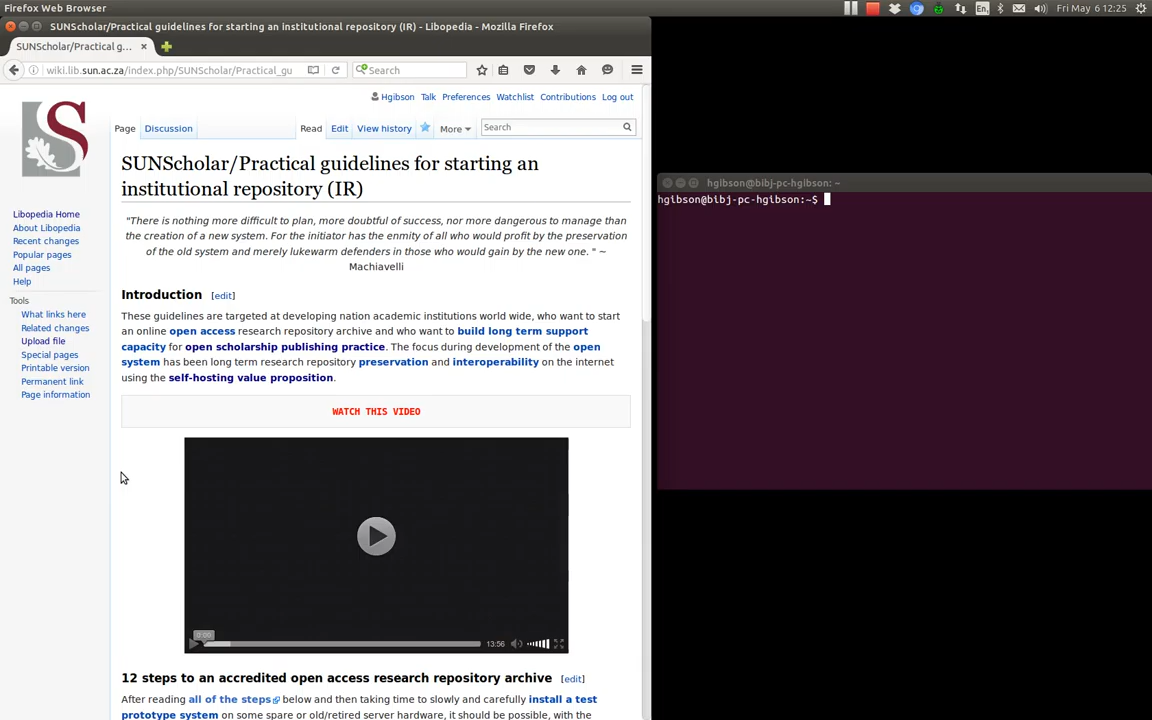 Firefox Web Browser
En
Fri May 6 12:25
SUNScholar/Practical guidelines for starting an institutional repository (IR) - Libopedia - Mozilla Firefox
SUNScholar/Practical g...
wiki.lib.sun.ac.za/index.php/SUNScholar/Practical_gu
Search
Hgibson Talk Preferences Watchlist Contributions Log out
Page Discussion Read Edit View history More Search
S
SUNScholar/Practical guidelines for starting an
institutional repository (IR)
"There is nothing more difficult to plan, more doubtful of success, nor more dangerous to manage than
the creation of a new system. For the initiator has the enmity of all who would profit by the preservation
of the old system and merely lukewarm defenders in those who would gain by the new one. " ~
Machiavelli
Libopedia Home
About Libopedia
Recent changes
Popular pages
All pages
Help
Tools
What links here
Related changes
Upload file
Special pages
Printable version
Permanent link
Page information
Introduction [edit]
These guidelines are targeted at developing nation academic institutions world wide, who want to start
an online open access research repository archive and who want to build long term support
capacity for open scholarship publishing practice. The focus during development of the open
system has been long term research repository preservation and interoperability on the internet
using the self-hosting value proposition.
WATCH THIS VIDEO
0:00
13:56
12 steps to an accredited open access research repository archive [edit]
After reading all of the steps below and then taking time to slowly and carefully install a test
prototype system on some spare or old/retired server hardware, it should be possible, with the
hgibson@bibj-pc-hgibson: ~
hgibson@bibj-pc-hgibson:~$